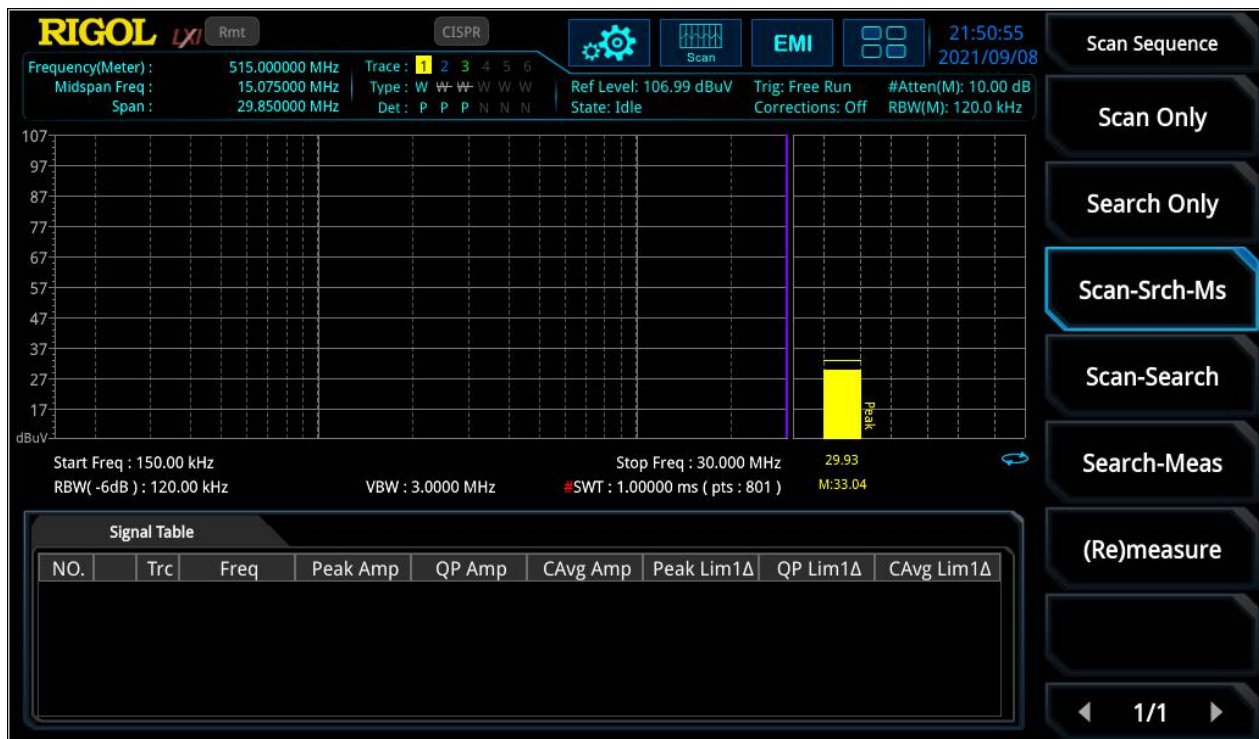 RIGOL LXI Rmt CISPR
Scan EMI 21:50:55
2021/09/08
Frequency(Meter) : 515.000000 MHz
Midspan Freq : 15.075000 MHz
Span : 29.850000 MHz
Trace : 1 2 3 4 5 6
Type : W W W W W W
Det : P P P N N N
Ref Level: 106.99 dBuV Trig: Free Run #Atten(M): 10.00 dB
State: Idle Corrections: Off RBW(M): 120.0 kHz
107
97
87
77
67
57
47
37
27
17
dBuV
Peak
Start Freq : 150.00 kHz Stop Freq : 30.000 MHz 29.93
RBW( -6dB ) : 120.00 kHz VBW : 3.0000 MHz #SWT : 1.00000 ms ( pts : 801 ) M:33.04
Signal Table
NO. Trc Freq Peak Amp QP Amp CAvg Amp Peak Lim1Δ QP Lim1Δ CAvg Lim1Δ
Scan Sequence
Scan Only
Search Only
Scan-Srch-Ms
Scan-Search
Search-Meas
(Re)measure
1/1